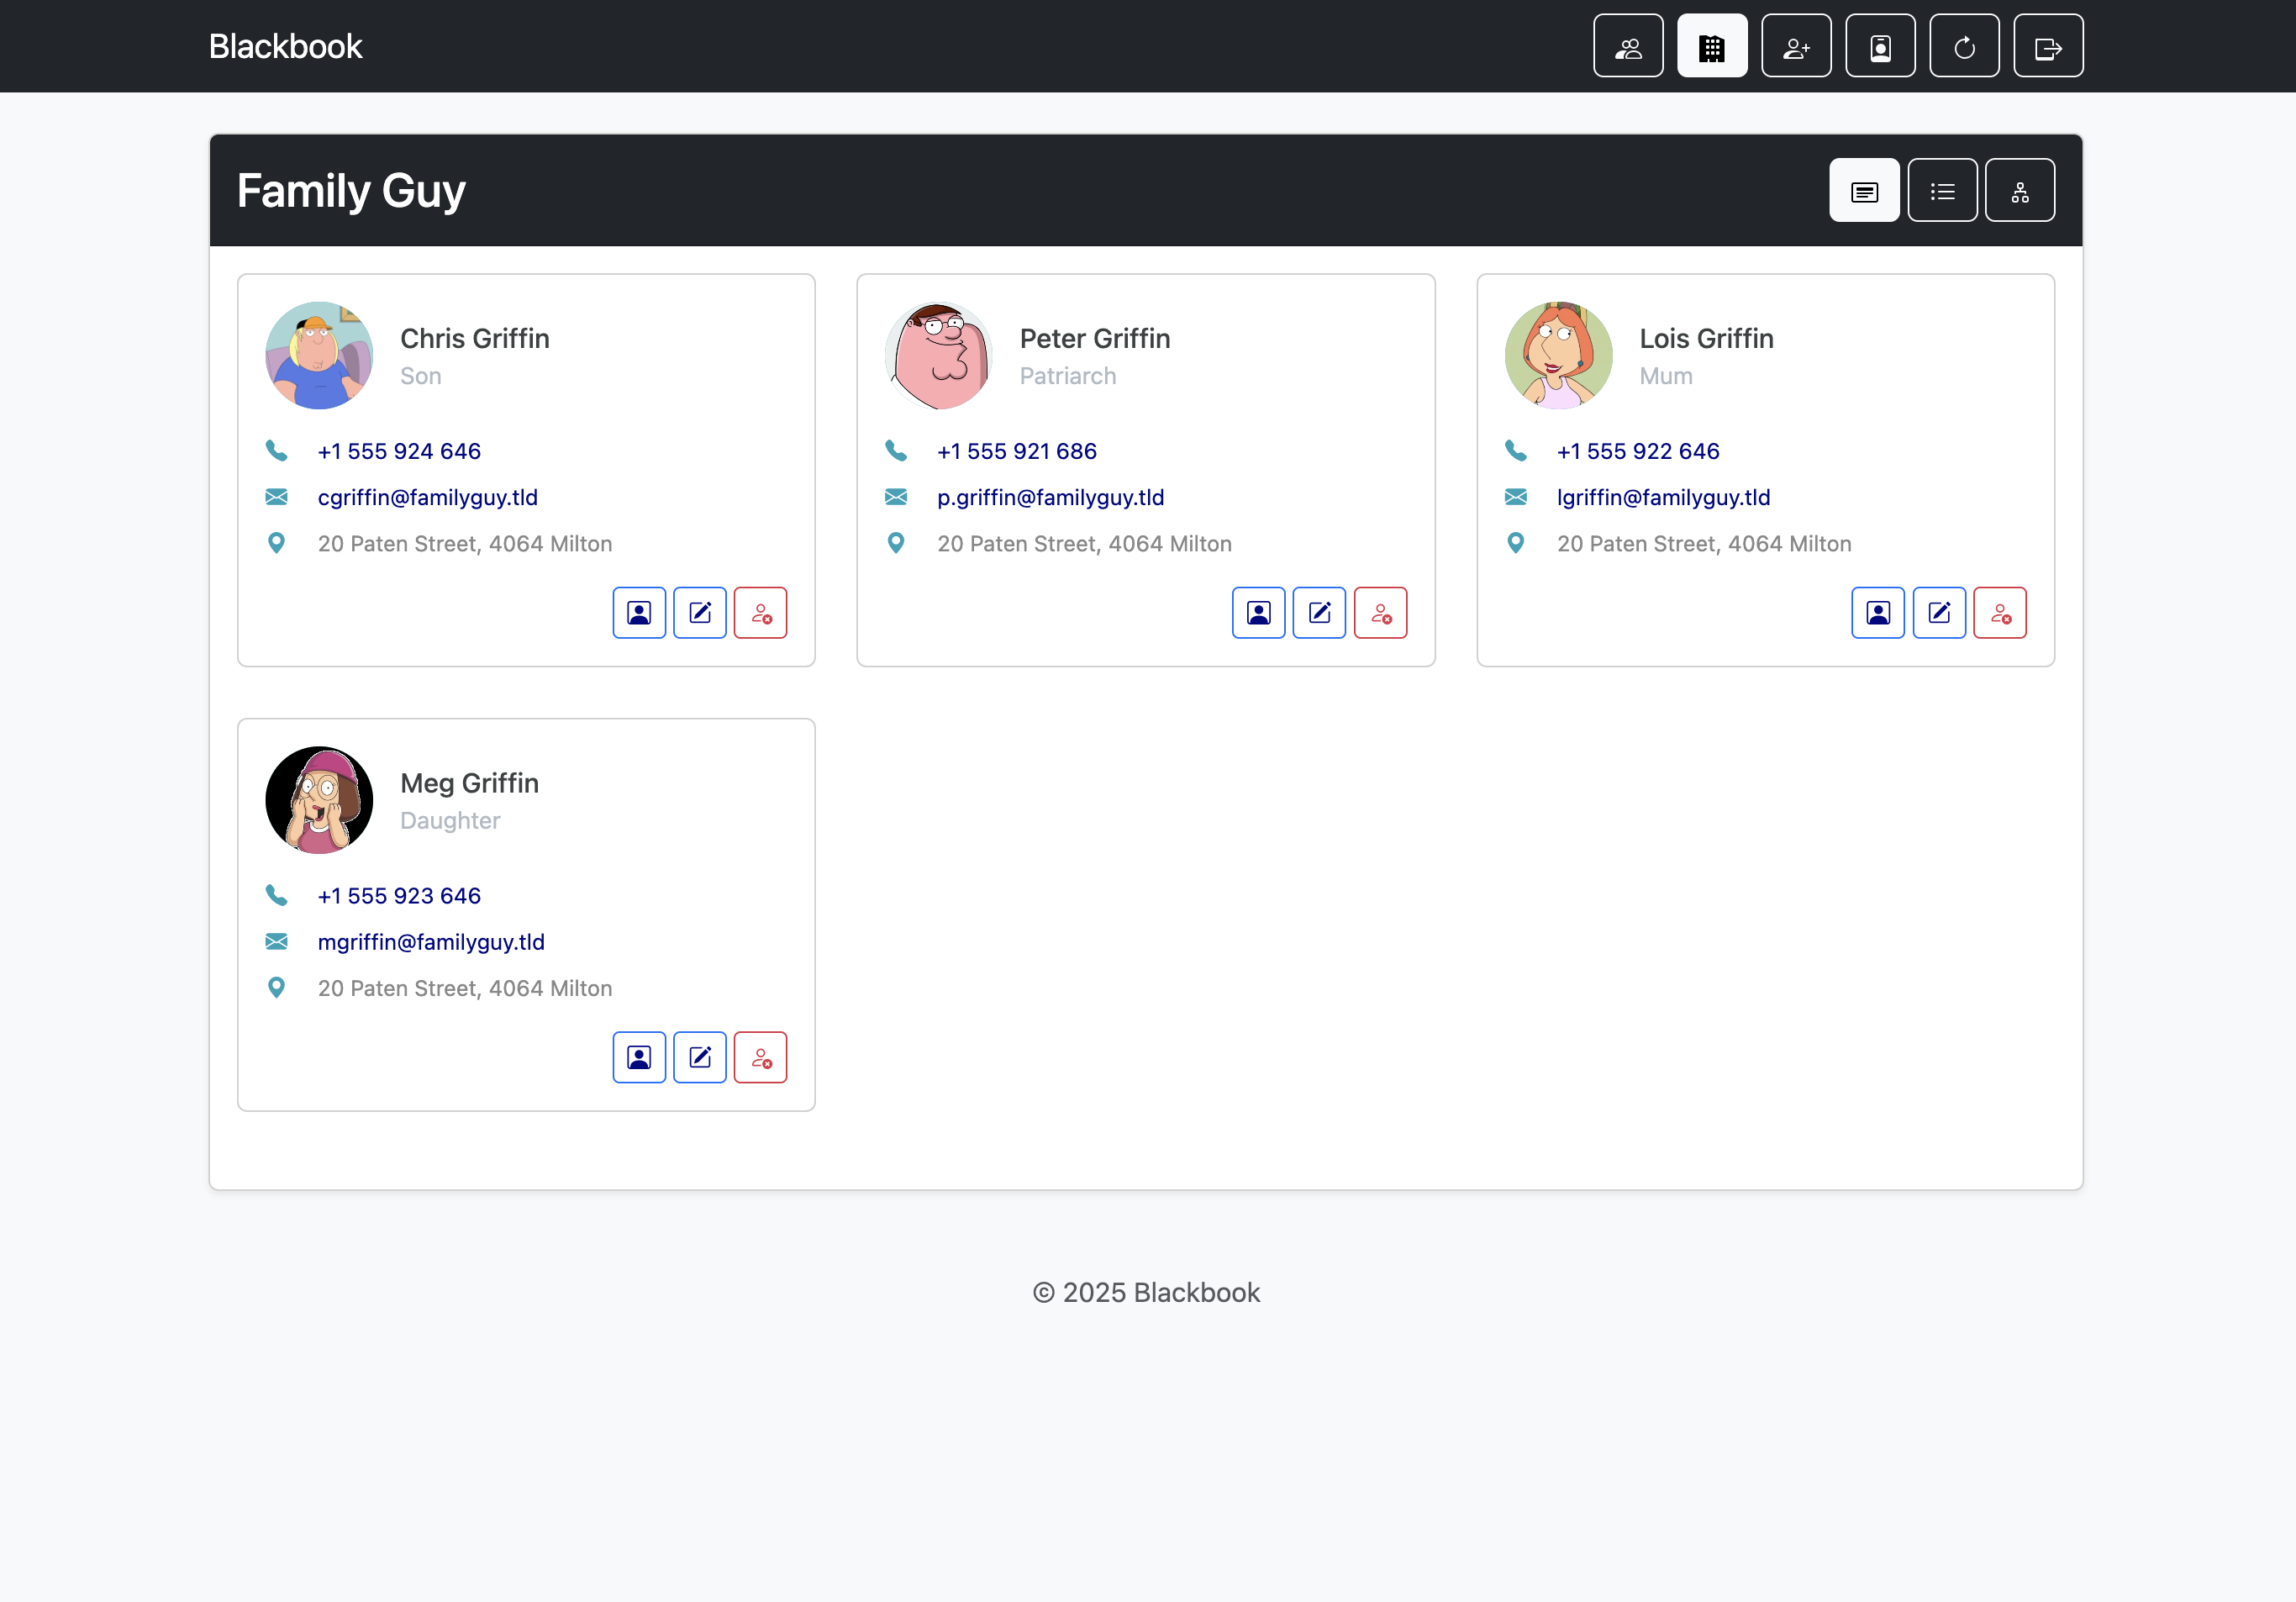 Blackbook
Family Guy
Chris Griffin
Son
+1 555 924 646
cgriffin@familyguy.tld
20 Paten Street, 4064 Milton
Peter Griffin
Patriarch
+1 555 921 686
p.griffin@familyguy.tld
20 Paten Street, 4064 Milton
Lois Griffin
Mum
+1 555 922 646
lgriffin@familyguy.tld
20 Paten Street, 4064 Milton
Meg Griffin
Daughter
+1 555 923 646
mgriffin@familyguy.tld
20 Paten Street, 4064 Milton
© 2025 Blackbook